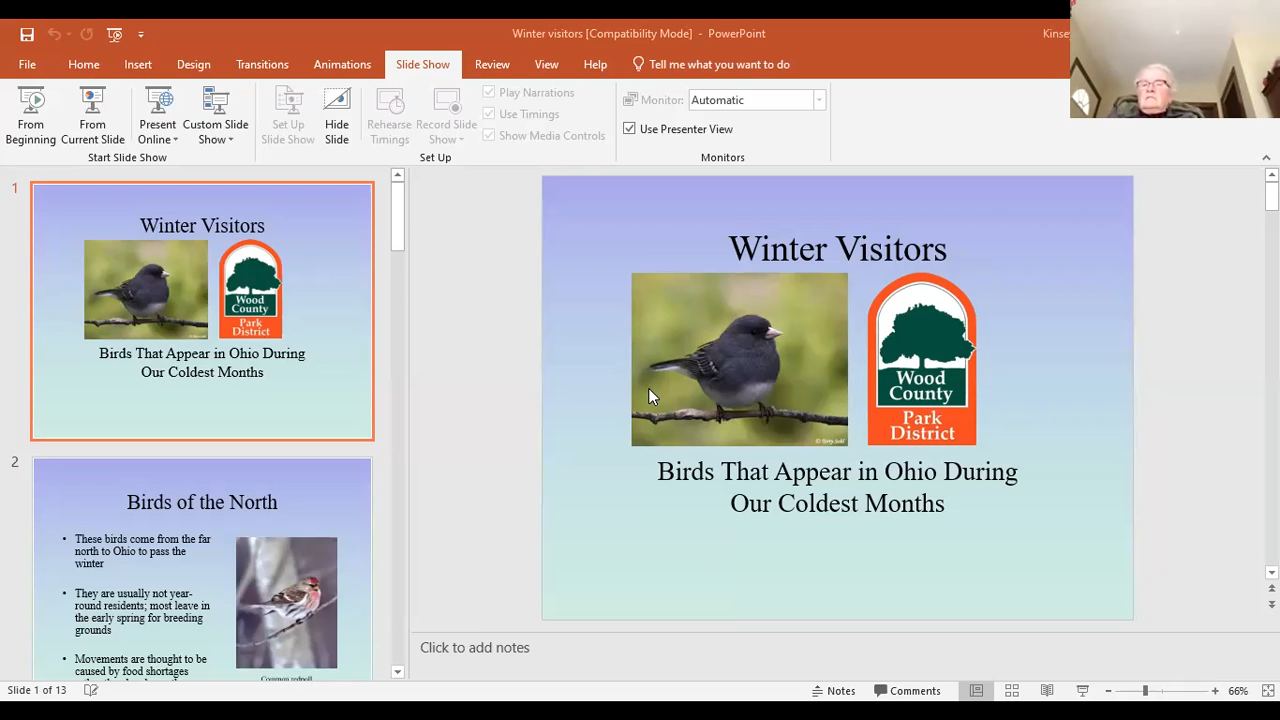 Winter visitors [Compatibility Mode] - PowerPoint
Kinsey
File Home Insert Design Transitions Animations Slide Show Review View Help Tell me what you want to do
From Beginning
From Current Slide
Present Online
Custom Slide Show
Start Slide Show
Set Up Slide Show
Hide Slide
Rehearse Timings
Record Slide Show
Play Narrations
Use Timings
Show Media Controls
Set Up
Monitor: Automatic
Use Presenter View
Monitors
1
Winter Visitors
Wood
County
Park
District
Birds That Appear in Ohio During
Our Coldest Months
2
Birds of the North
• These birds come from the far
north to Ohio to pass the
winter
• They are usually not year-
round residents; most leave in
the early spring for breeding
grounds
• Movements are thought to be
caused by food shortages
Common redpoll
Winter Visitors
Wood
County
Park
District
Birds That Appear in Ohio During
Our Coldest Months
Click to add notes
Slide 1 of 13
Notes Comments 66%